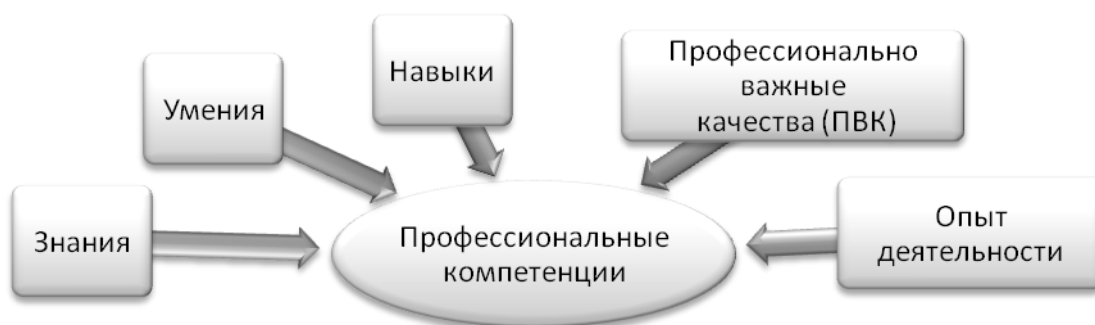 Знания
Умения
Навыки
Профессионально
важные
качества (ПВК)
Опыт
деятельности
Профессиональные
компетенции